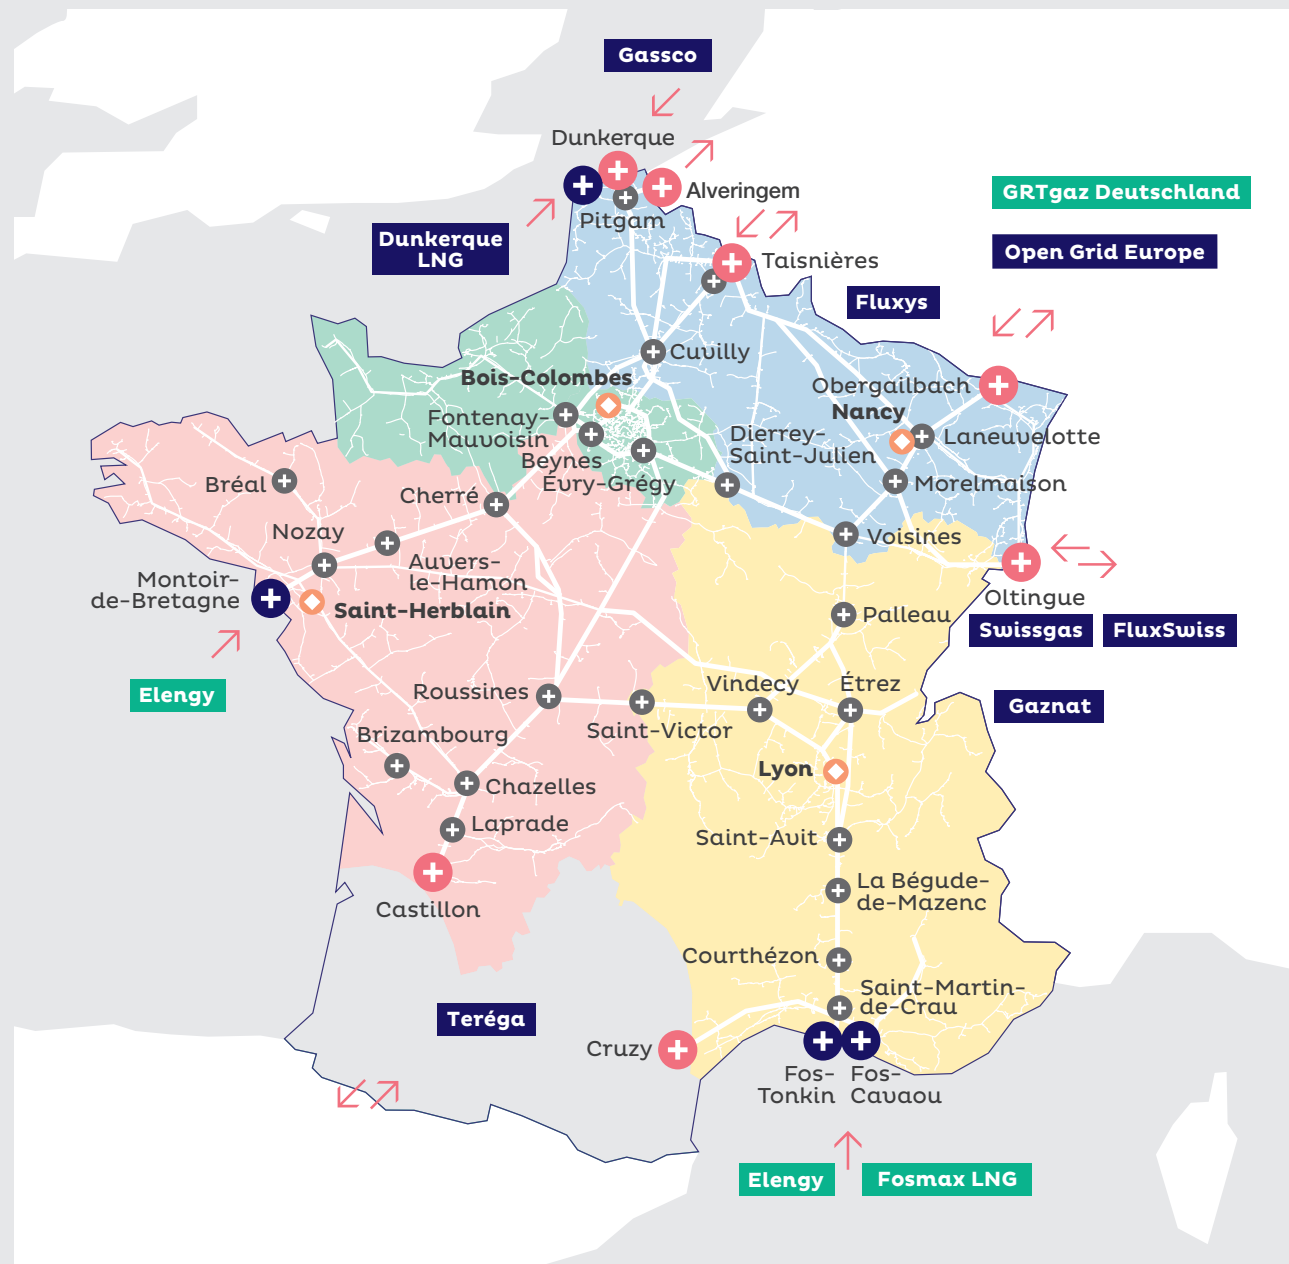 Gassco
Dunkerque
Alveringem
GRTgaz Deutschland
Pitgam
Dunkerque
LNG
Open Grid Europe
Taisnières
Fluxys
Cuvilly
Bois-Colombes
Obergailbach
Nancy
Fontenay-
Mauvoisin
Dierrey-
Saint-Julien
Laneuvelotte
Beynes
Évry-Grégy
Bréal
Cherré
Morelmaison
Nozay
Voisines
Auvers-
le-Hamon
Montoir-
de-Bretagne
Saint-Herblain
Oltingue
Palleau
Swissgas
FluxSwiss
Elengy
Roussines
Vindecy
Étrez
Gaznat
Saint-Victor
Brizambourg
Lyon
Chazelles
Laprade
Saint-Avit
La Bégude-
de-Mazenc
Castillon
Courthézon
Saint-Martin-
de-Crau
Teréga
Cruzy
Fos-
Tonkin
Fos-
Cavaou
Elengy
Fosmax LNG